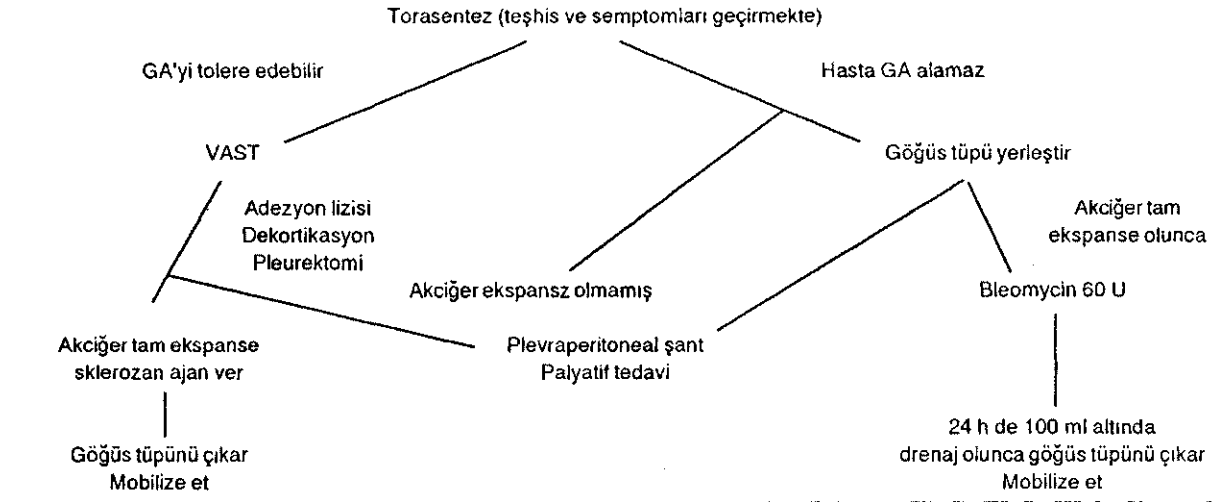 Torasentez (teşhis ve semptomları geçirmekte)
GA'yi tolere edebilir
Hasta GA alamaz
VAST
Göğüs tüpü yerleştir
Adezyon lizisi
Dekortikasyon
Pleurektomi
Akciğer tam
ekspanse olunca
Akciğer ekspansz olmamış
Bleomycin 60 U
Akciğer tam ekspanse
sklerozan ajan ver
Plevraperitoneal şant
Palyatif tedavi
Göğüs tüpünü çıkar
Mobilize et
24 h de 100 ml altında
drenaj olunca göğüs tüpünü çıkar
Mobilize et